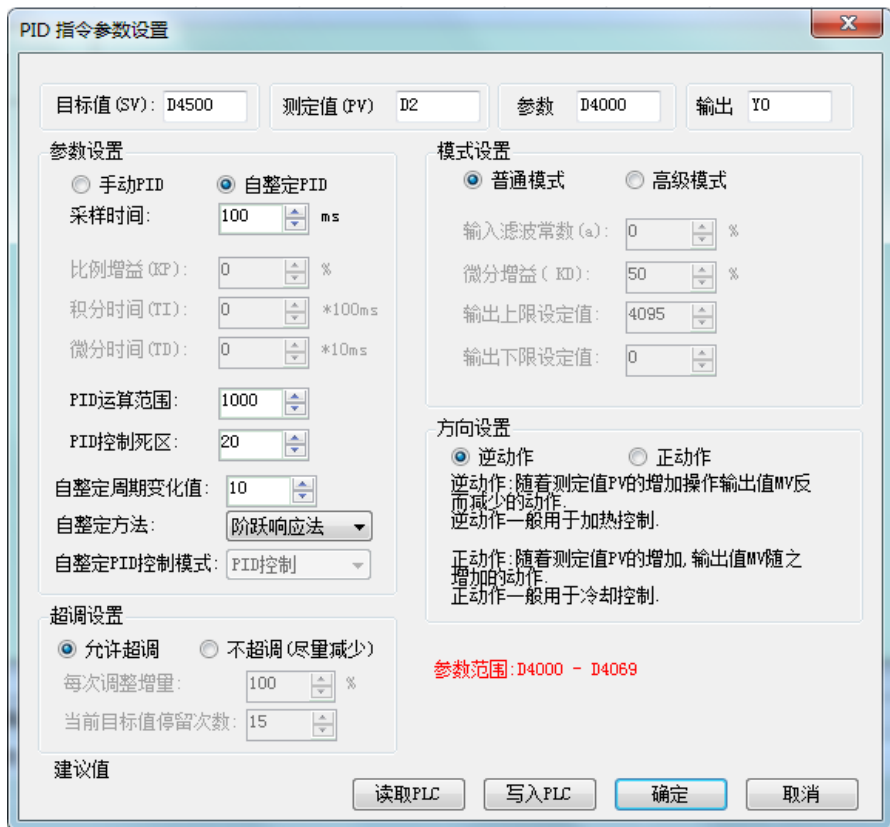 PID 指令参数设置
目标值(SV): D4500 测定值(PV) D2 参数 D4000 输出 Y0
参数设置
手动PID 自整定PID
采样时间: 100 ms
比例增益(KP): 0 %
积分时间(TI): 0 *100ms
微分时间(TD): 0 *10ms
PID运算范围: 1000
PID控制死区: 20
自整定周期变化值: 10
自整定方法: 阶跃响应法
自整定PID控制模式: PID控制
超调设置
允许超调 不超调(尽量减少)
每次调整增量: 100 %
当前目标值停留次数: 15
建议值
模式设置
普通模式 高级模式
输入滤波常数(a): 0 %
微分增益( KD): 50 %
输出上限设定值: 4095
输出下限设定值: 0
方向设置
逆动作 正动作
逆动作:随着测定值PV的增加操作输出值MV反
而减少的动作.
逆动作一般用于加热控制.
正动作:随着测定值PV的增加,输出值MV随之
增加的动作.
正动作一般用于冷却控制.
参数范围:D4000 - D4069
读取PLC 写入PLC 确定 取消